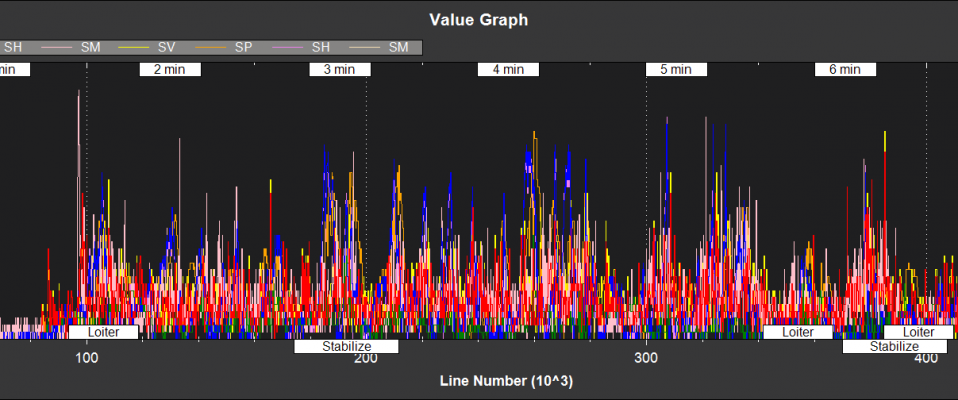 Value Graph
SH SM SV SP SH SM
min 2 min 3 min 4 min 5 min 6 min
Loiter Loiter Loiter
Stabilize Stabilize
100 200 300 400
Line Number (10^3)